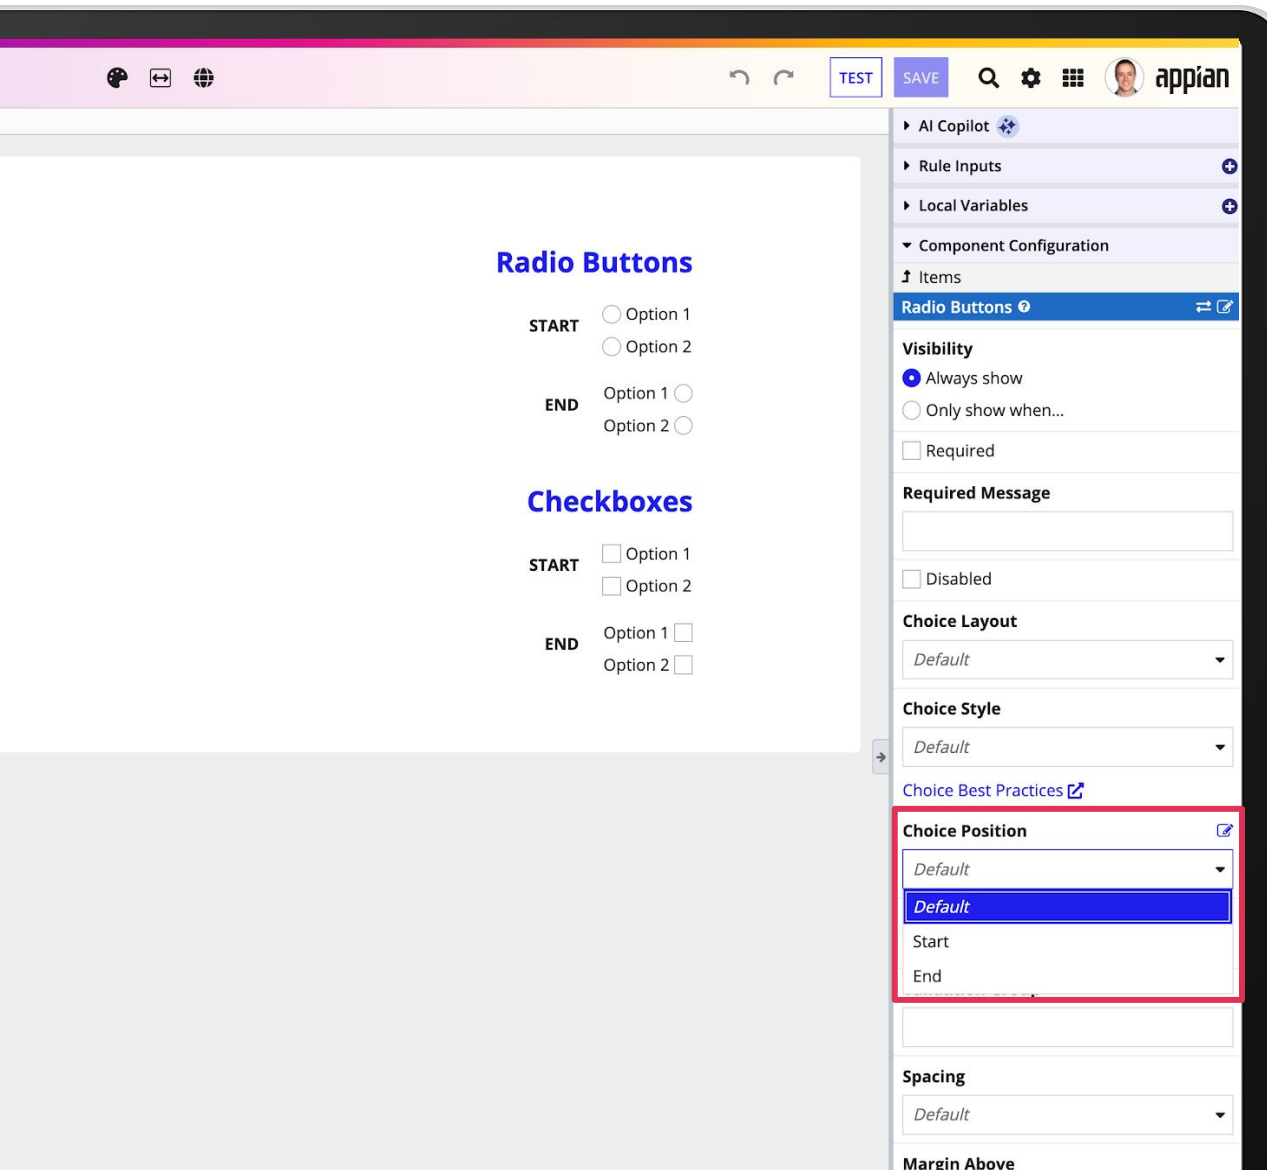 TEST
SAVE
appian
AI Copilot
Rule Inputs
Local Variables
Component Configuration
Items
Radio Buttons
Visibility
Always show
Only show when...
Required
Required Message
Disabled
Choice Layout
Default
Choice Style
Default
Choice Best Practices
Choice Position
Default
Default
Start
End
Spacing
Default
Margin Above
Radio Buttons
START
Option 1
Option 2
END
Option 1
Option 2
Checkboxes
START
Option 1
Option 2
END
Option 1
Option 2